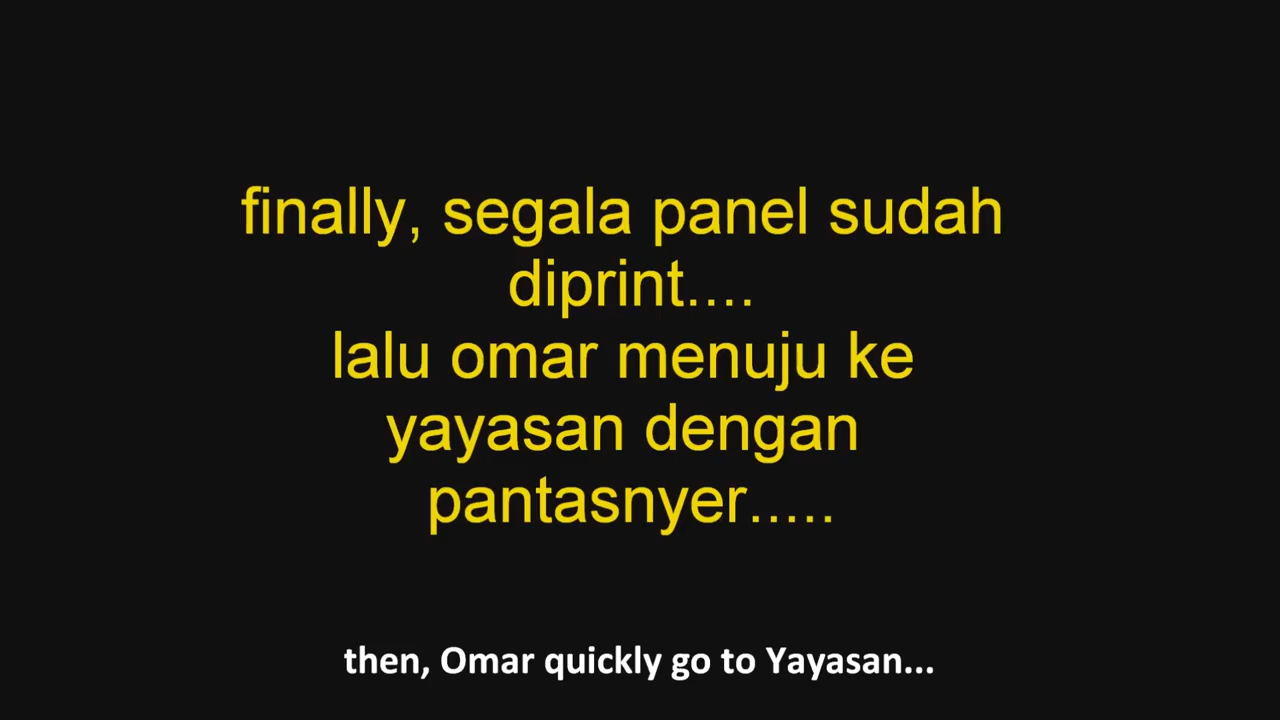 finally, segala panel sudah
diprint....
lalu omar menuju ke
yayasan dengan
pantasnyer.....
then, Omar quickly go to Yayasan...